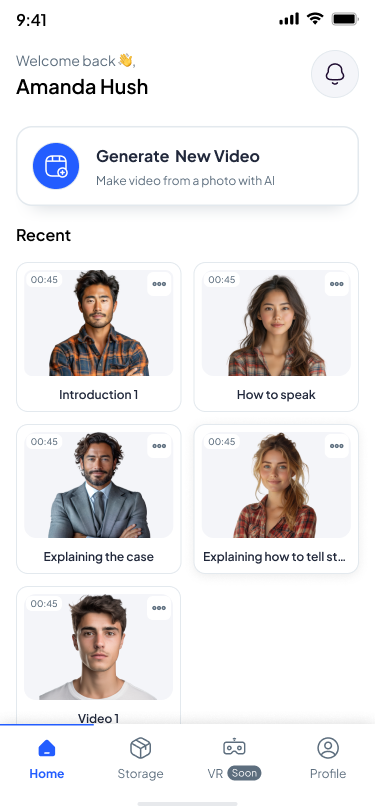 9:41
Welcome back 👋,
Amanda Hush
Generate New Video
Make video from a photo with AI
Recent
00:45
00:45
Introduction 1
How to speak
00:45
00:45
Explaining the case
Explaining how to tell st...
00:45
Video 1
Home
Storage
VR Soon
Profile